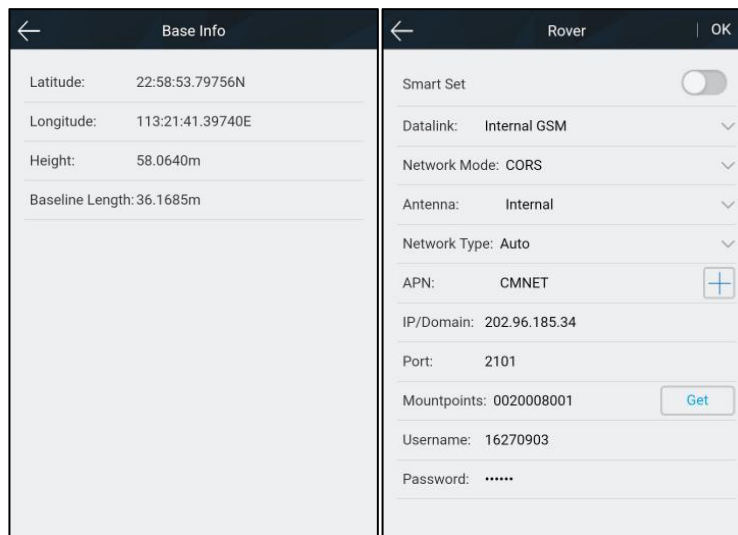 Base Info
Latitude: 22:58:53.79756N
Longitude: 113:21:41.39740E
Height: 58.0640m
Baseline Length: 36.1685m
Rover
OK
Smart Set
Datalink: Internal GSM
Network Mode: CORS
Antenna: Internal
Network Type: Auto
APN: CMNET
IP/Domain: 202.96.185.34
Port: 2101
Mountpoints: 0020008001 Get
Username: 16270903
Password: ••••••